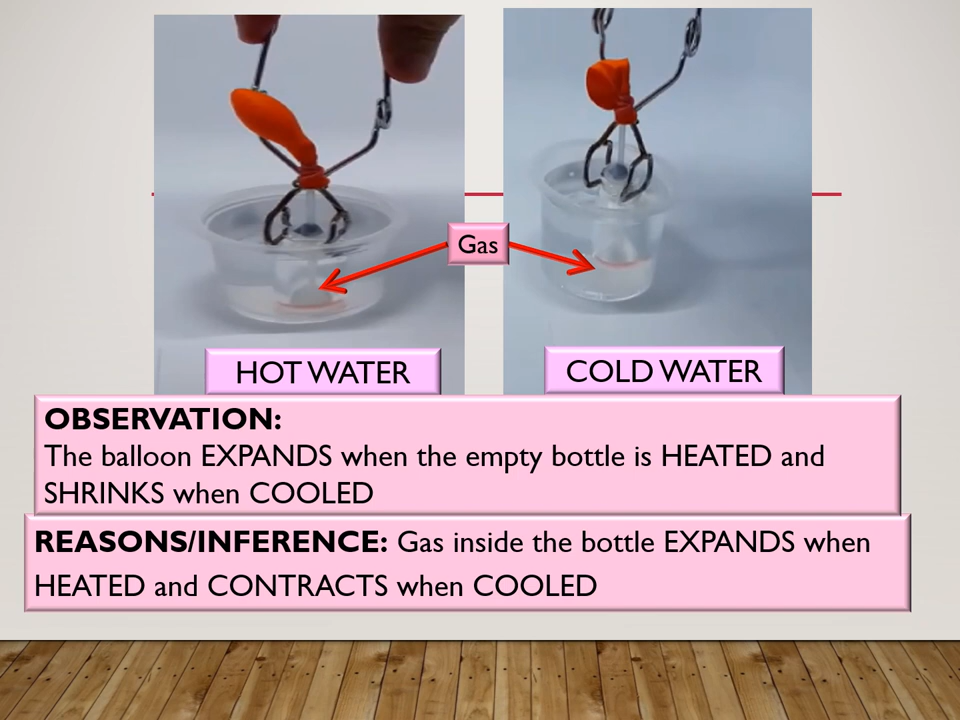 Gas
HOT WATER
COLD WATER
OBSERVATION:
The balloon EXPANDS when the empty bottle is HEATED and
SHRINKS when COOLED
REASONS/INFERENCE: Gas inside the bottle EXPANDS when
HEATED and CONTRACTS when COOLED